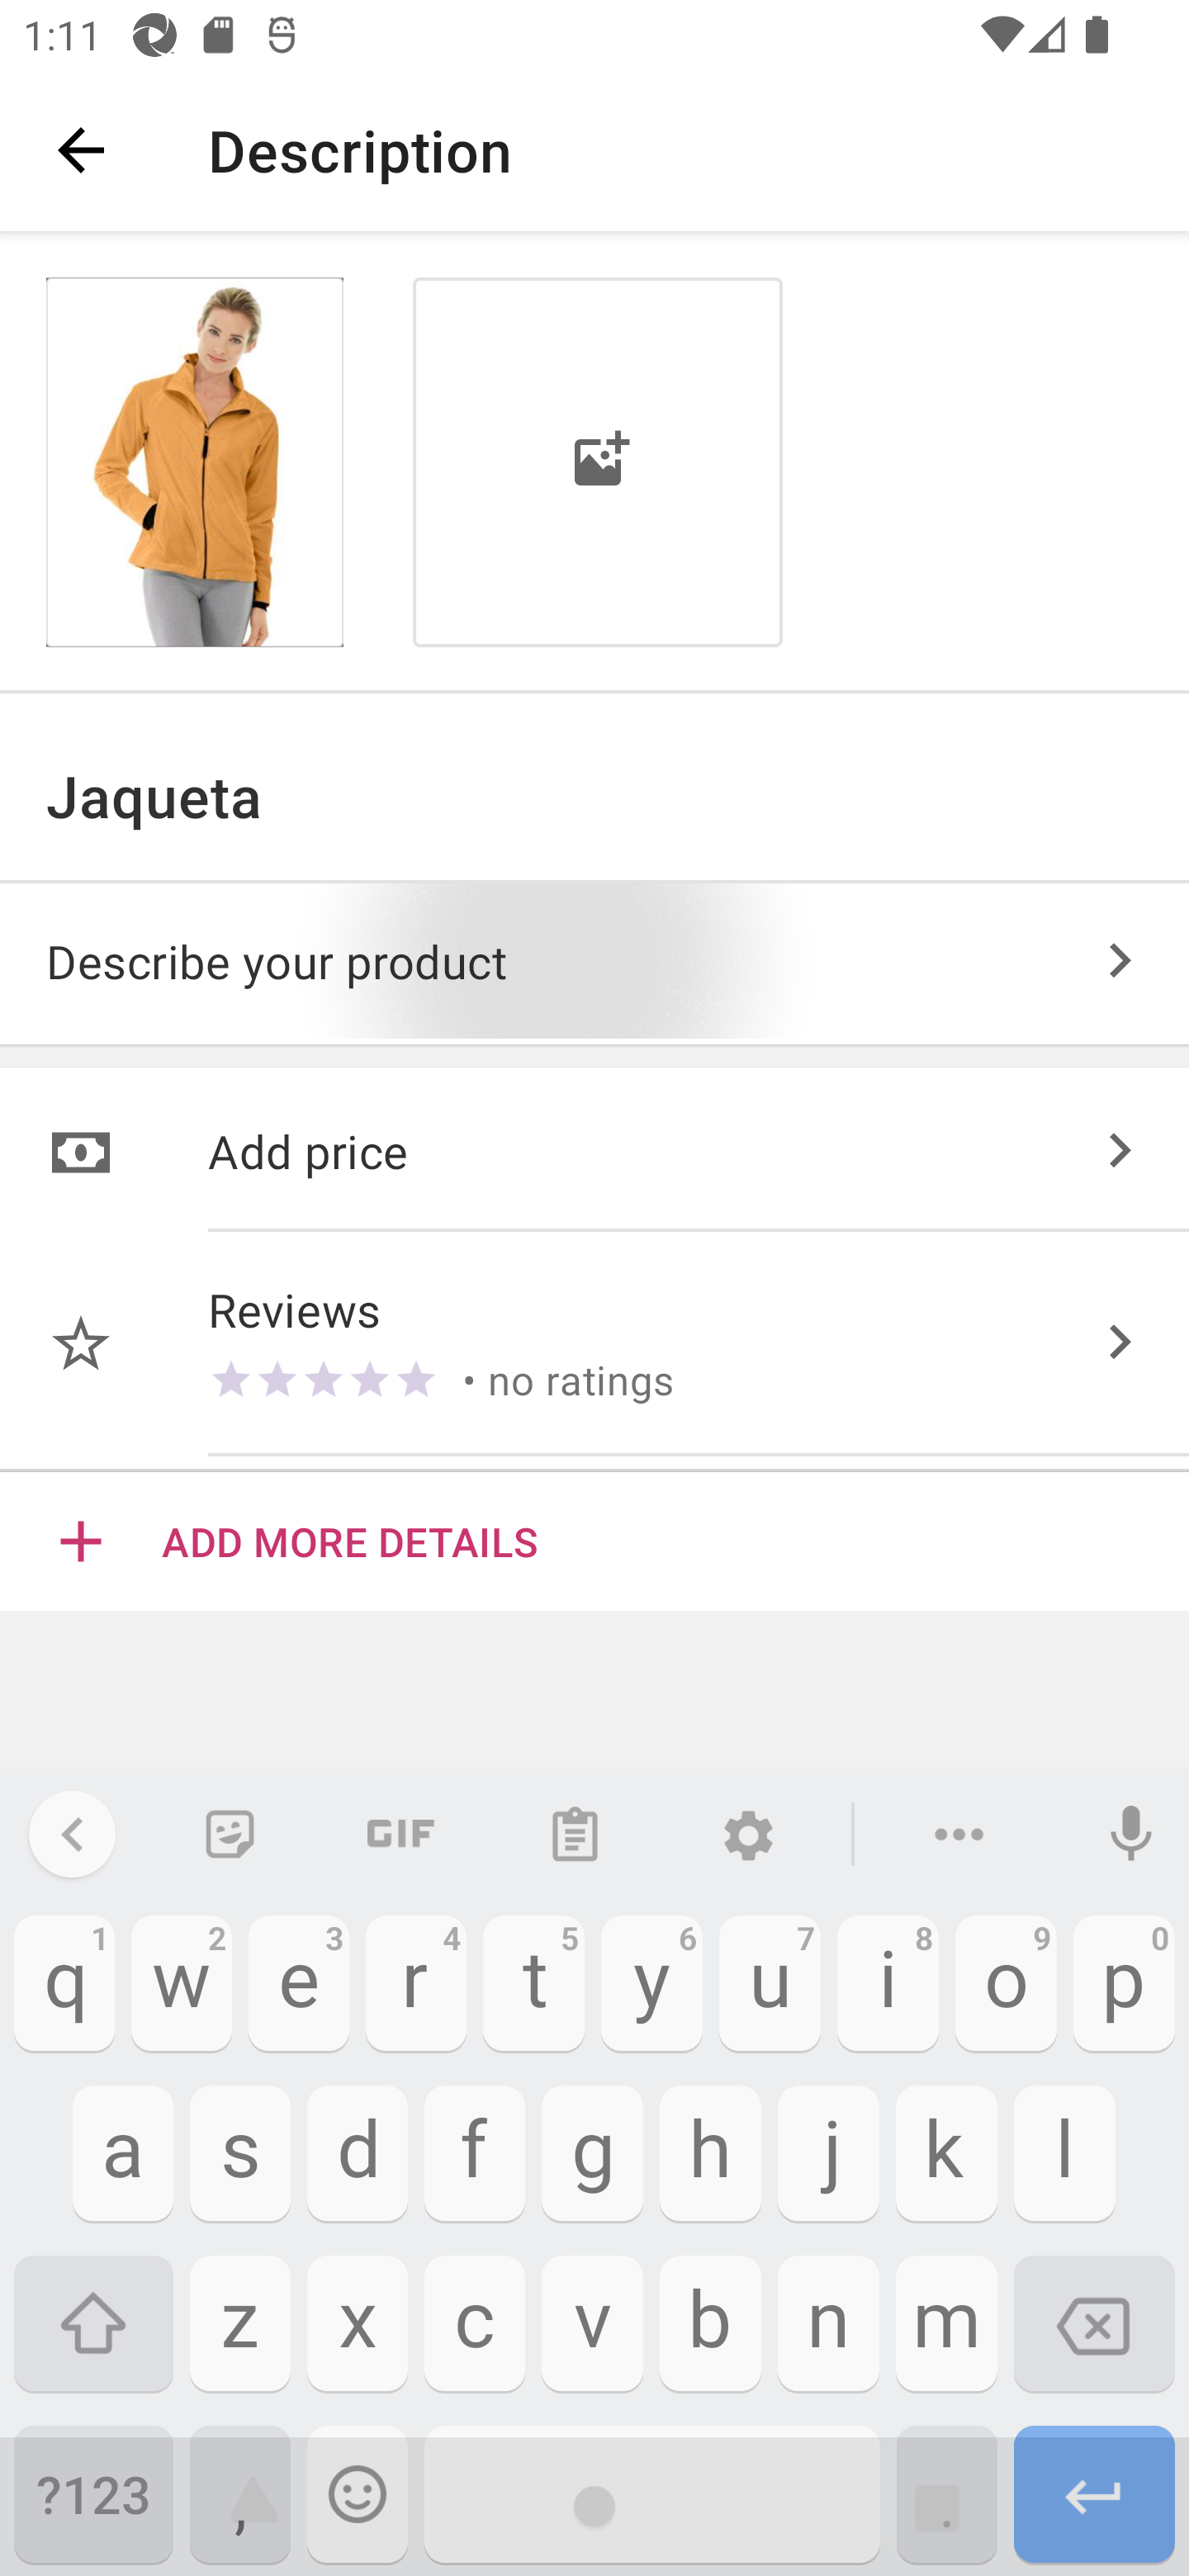 1:11
Description
Jaqueta
Describe your product
Add price
Reviews
• no ratings
ADD MORE DETAILS
GIF
1 2 3 4 5 6 7 8 9 0
q w e r t y u i o p
a s d f g h j k l
z x c v b n m
?123 , .